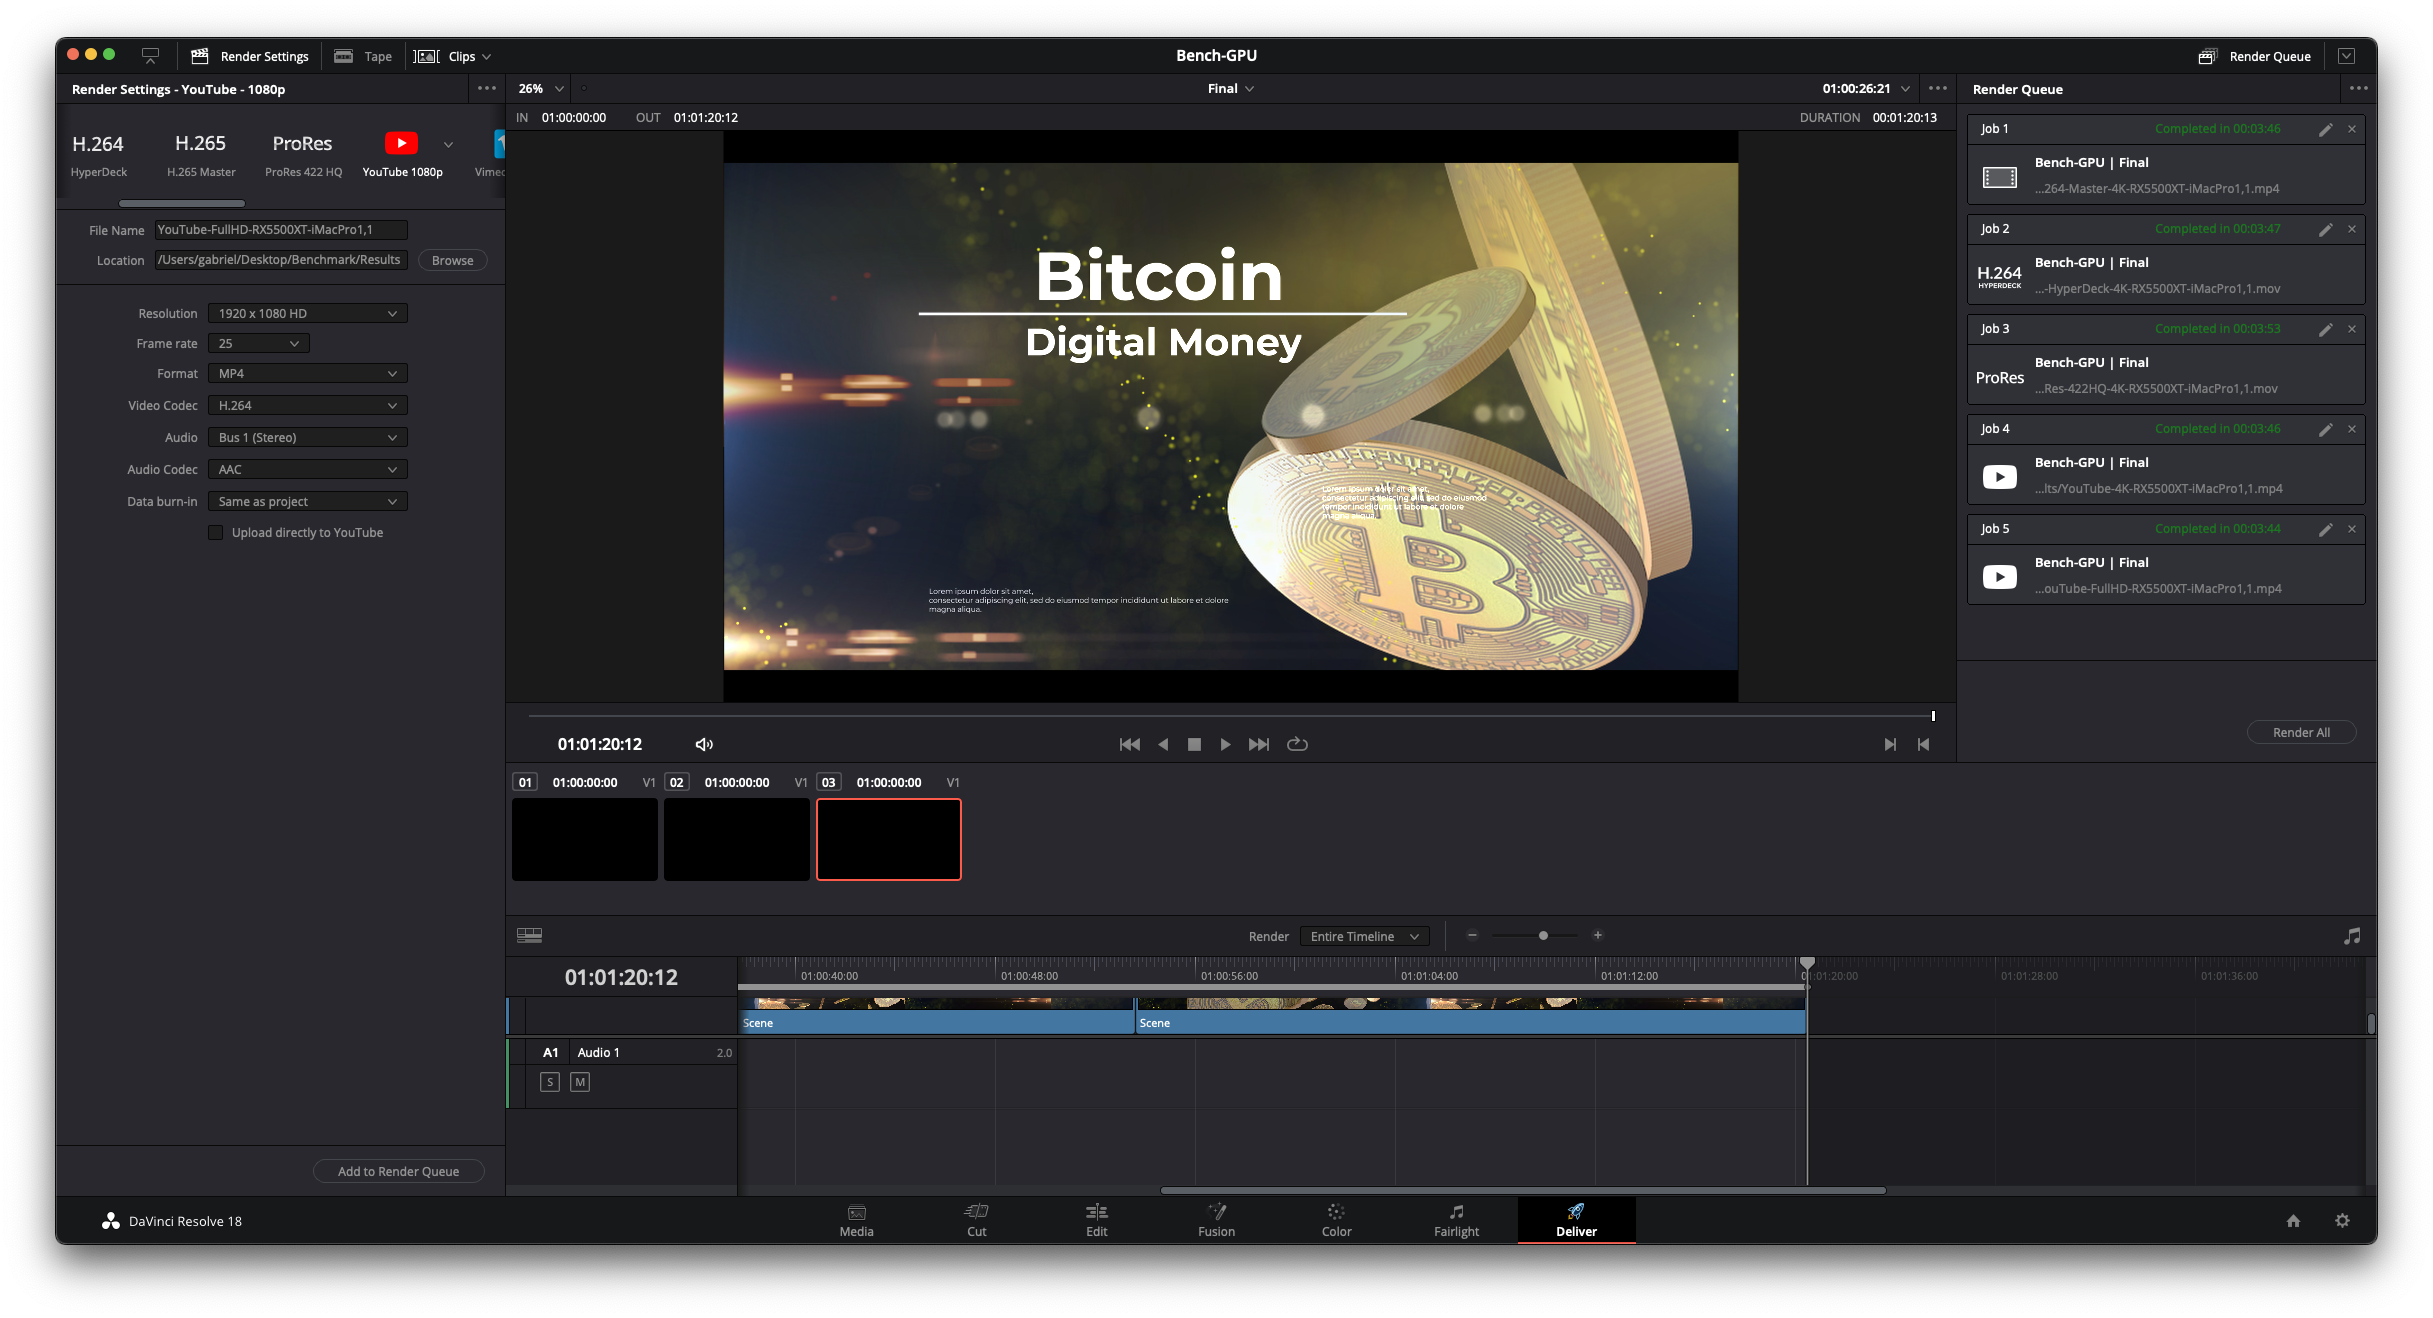 Render Settings
Tape
Clips
Bench-GPU
Render Queue
Render Settings - YouTube - 1080p
26%
Final
01:00:26:21
Render Queue
IN 01:00:00:00 OUT 01:01:20:12
DURATION 00:01:20:13
H.264
HyperDeck
H.265
H.265 Master
ProRes
ProRes 422 HQ
YouTube 1080p
File Name YouTube-FullHD-RX5500XT-iMacPro1,1
Location /Users/gabriel/Desktop/Benchmark/Results Browse
Resolution 1920 x 1080 HD
Frame rate 25
Format MP4
Video Codec H.264
Audio Bus 1 (Stereo)
Audio Codec AAC
Data burn-in Same as project
Upload directly to YouTube
Add to Render Queue
Bitcoin
Digital Money
Lorem ipsum dolor sit amet,
consectetur adipiscing elit, sed do eiusmod
tempor incididunt ut labore et dolore
magna aliqua.
Lorem ipsum dolor sit amet,
consectetur adipiscing elit, sed do eiusmod tempor incididunt ut labore et dolore
magna aliqua.
Job 1 Completed in 00:03:46
Bench-GPU | Final
...264-Master-4K-RX5500XT-iMacPro1,1.mp4
Job 2 Completed in 00:03:47
H.264
HYPERDECK
Bench-GPU | Final
...-HyperDeck-4K-RX5500XT-iMacPro1,1.mov
Job 3 Completed in 00:03:53
ProRes
Bench-GPU | Final
...Res-422HQ-4K-RX5500XT-iMacPro1,1.mov
Job 4 Completed in 00:03:46
Bench-GPU | Final
...lts/YouTube-4K-RX5500XT-iMacPro1,1.mp4
Job 5 Completed in 00:03:44
Bench-GPU | Final
...ouTube-FullHD-RX5500XT-iMacPro1,1.mp4
Render All
01:01:20:12
01 01:00:00:00 V1
02 01:00:00:00 V1
03 01:00:00:00 V1
Render Entire Timeline
01:01:20:12
01:00:40:00 01:00:48:00 01:00:56:00 01:01:04:00 01:01:12:00 01:01:20:00 01:01:28:00 01:01:36:00
Scene
Scene
A1 Audio 1 2.0
S M
DaVinci Resolve 18
Media
Cut
Edit
Fusion
Color
Fairlight
Deliver